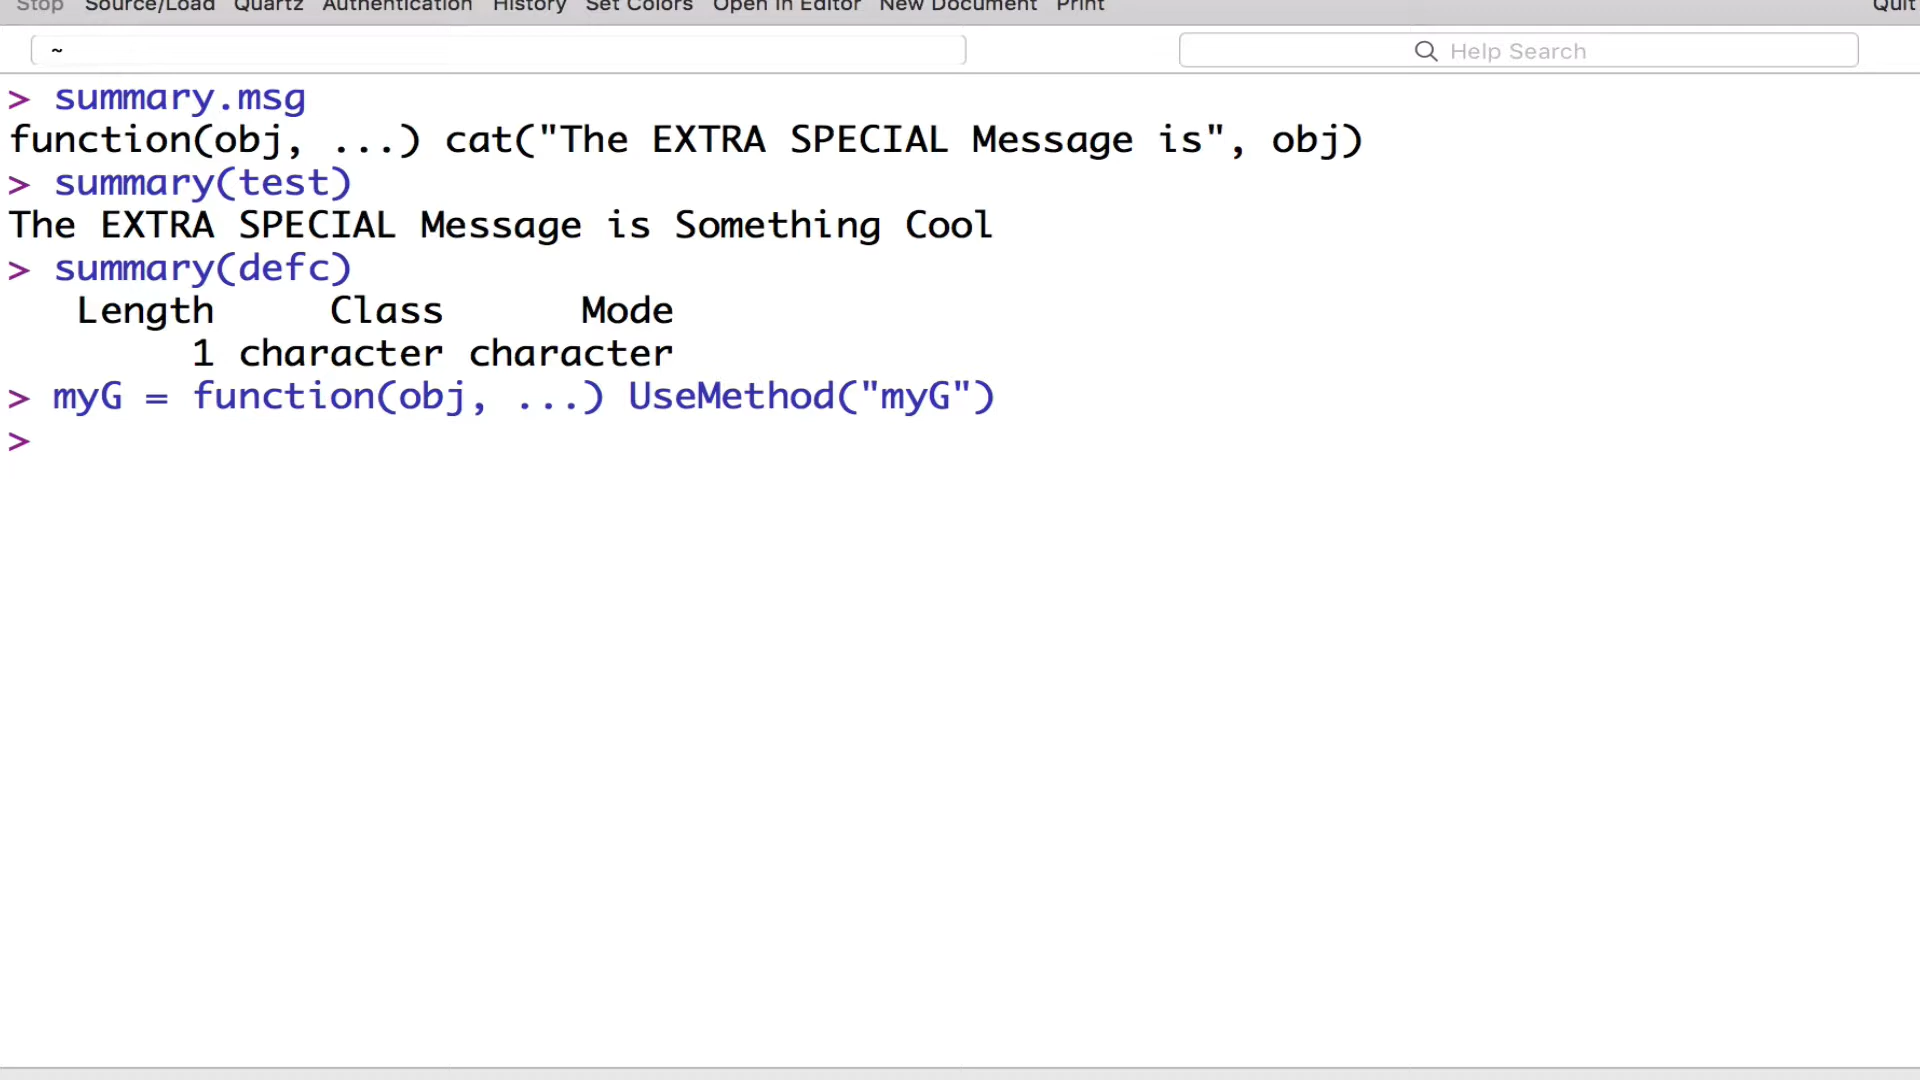 Stop Source/Load Quartz Authentication History Set Colors Open In Editor New Document Print Quit
~ Help Search
> summary.msg
function(obj, ...) cat("The EXTRA SPECIAL Message is", obj)
> summary(test)
The EXTRA SPECIAL Message is Something Cool
> summary(defc)
Length Class Mode
1 character character
> myG = function(obj, ...) UseMethod("myG")
>